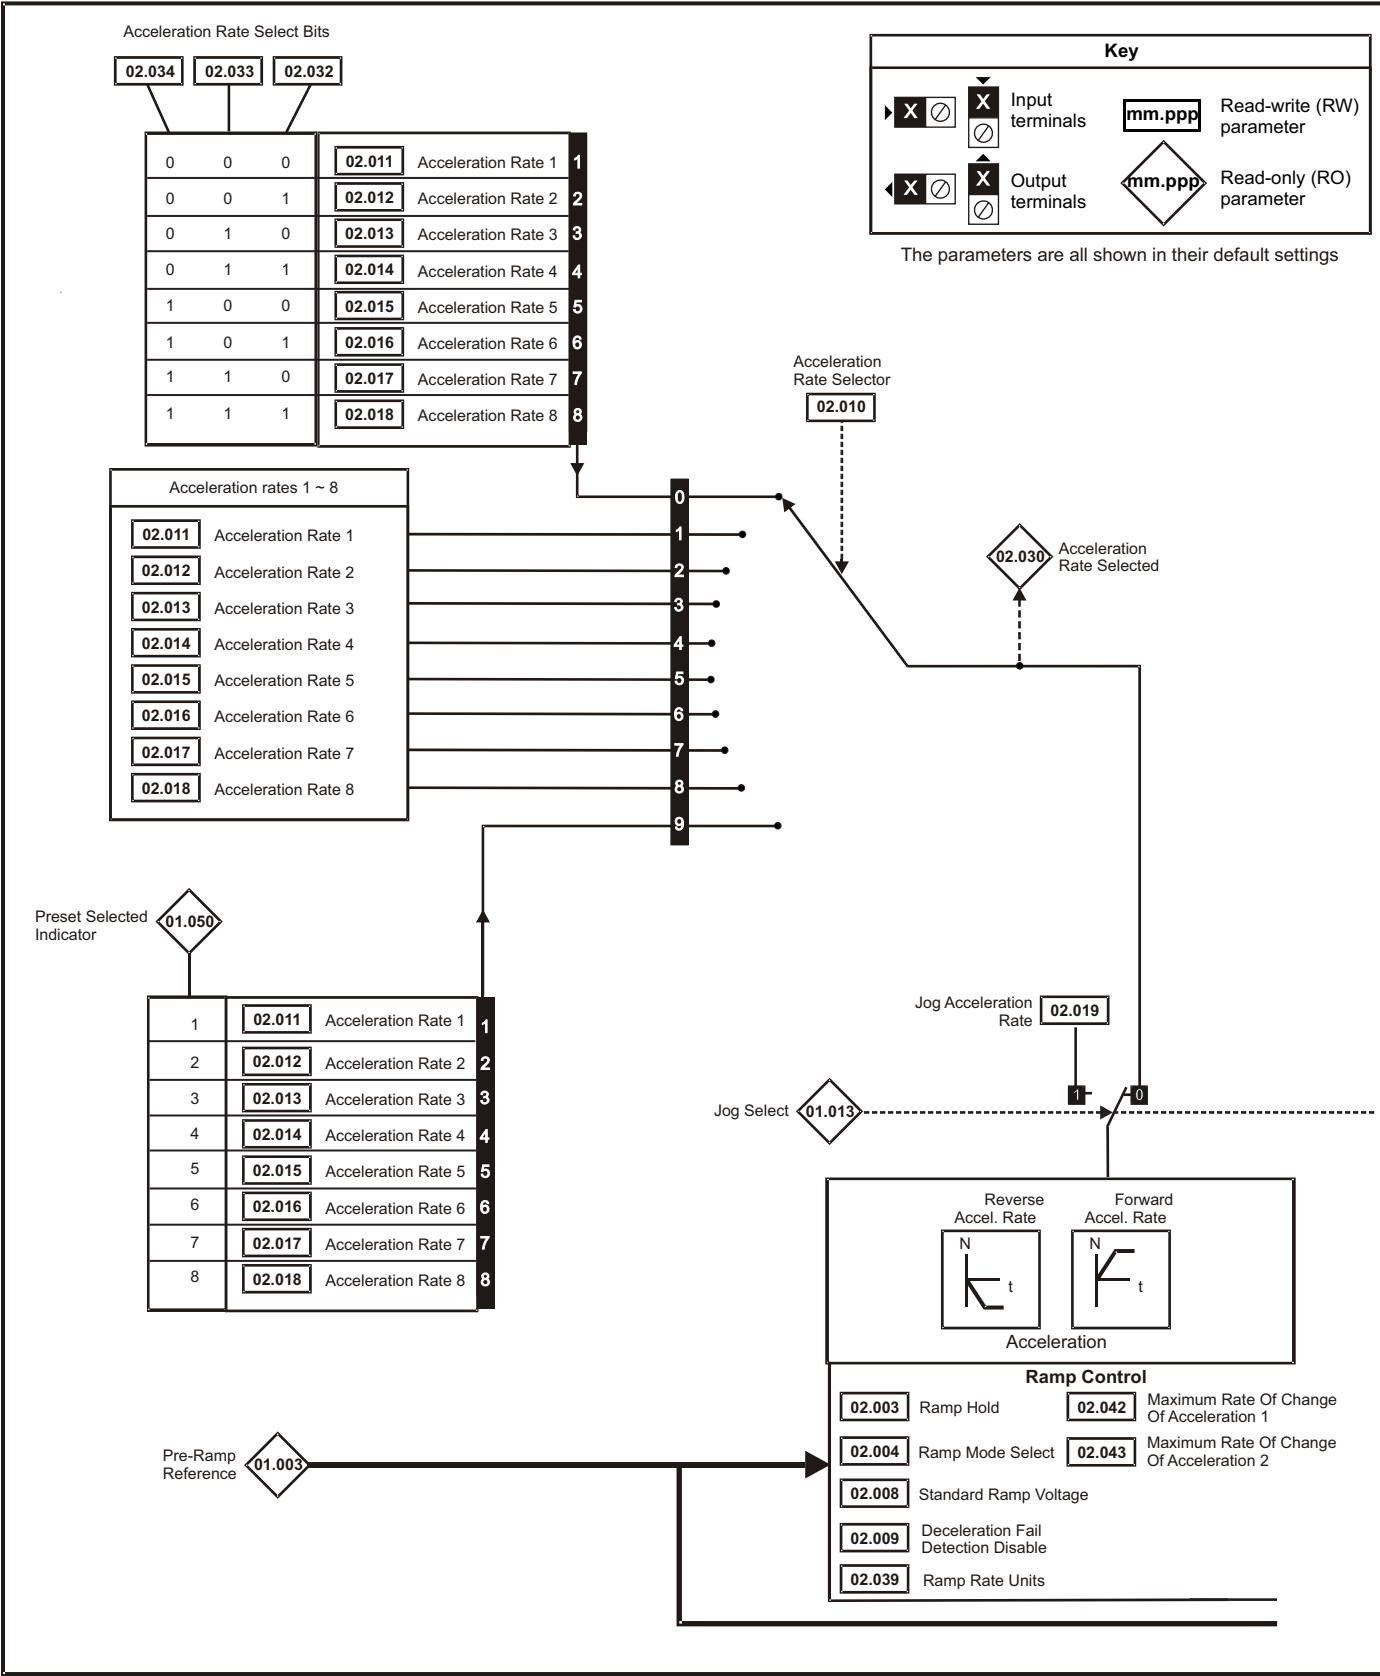 Acceleration Rate Select Bits
02.034 02.033 02.032
0 0 0 02.011 Acceleration Rate 1 1
0 0 1 02.012 Acceleration Rate 2 2
0 1 0 02.013 Acceleration Rate 3 3
0 1 1 02.014 Acceleration Rate 4 4
1 0 0 02.015 Acceleration Rate 5 5
1 0 1 02.016 Acceleration Rate 6 6
1 1 0 02.017 Acceleration Rate 7 7
1 1 1 02.018 Acceleration Rate 8 8
Key
X
X
Input
terminals
mm.ppp
Read-write (RW)
parameter
X
X
Output
terminals
mm.ppp
Read-only (RO)
parameter
The parameters are all shown in their default settings
Acceleration
Rate Selector
02.010
Acceleration rates 1 ~ 8
0
02.011 Acceleration Rate 1 1
02.012 Acceleration Rate 2 2
02.013 Acceleration Rate 3 3
02.014 Acceleration Rate 4 4
02.015 Acceleration Rate 5 5
02.016 Acceleration Rate 6 6
02.017 Acceleration Rate 7 7
02.018 Acceleration Rate 8 8
9
02.030
Acceleration
Rate Selected
Preset Selected
Indicator
01.050
1 02.011 Acceleration Rate 1 1
2 02.012 Acceleration Rate 2 2
3 02.013 Acceleration Rate 3 3
4 02.014 Acceleration Rate 4 4
5 02.015 Acceleration Rate 5 5
6 02.016 Acceleration Rate 6 6
7 02.017 Acceleration Rate 7 7
8 02.018 Acceleration Rate 8 8
Jog Acceleration
Rate
02.019
1 0
Jog Select 01.013
Reverse
Accel. Rate
Forward
Accel. Rate
N
t
N
t
Acceleration
Ramp Control
02.003 Ramp Hold
02.042 Maximum Rate Of Change
Of Acceleration 1
02.004 Ramp Mode Select
02.043 Maximum Rate Of Change
Of Acceleration 2
02.008 Standard Ramp Voltage
02.009 Deceleration Fail
Detection Disable
02.039 Ramp Rate Units
Pre-Ramp
Reference
01.003